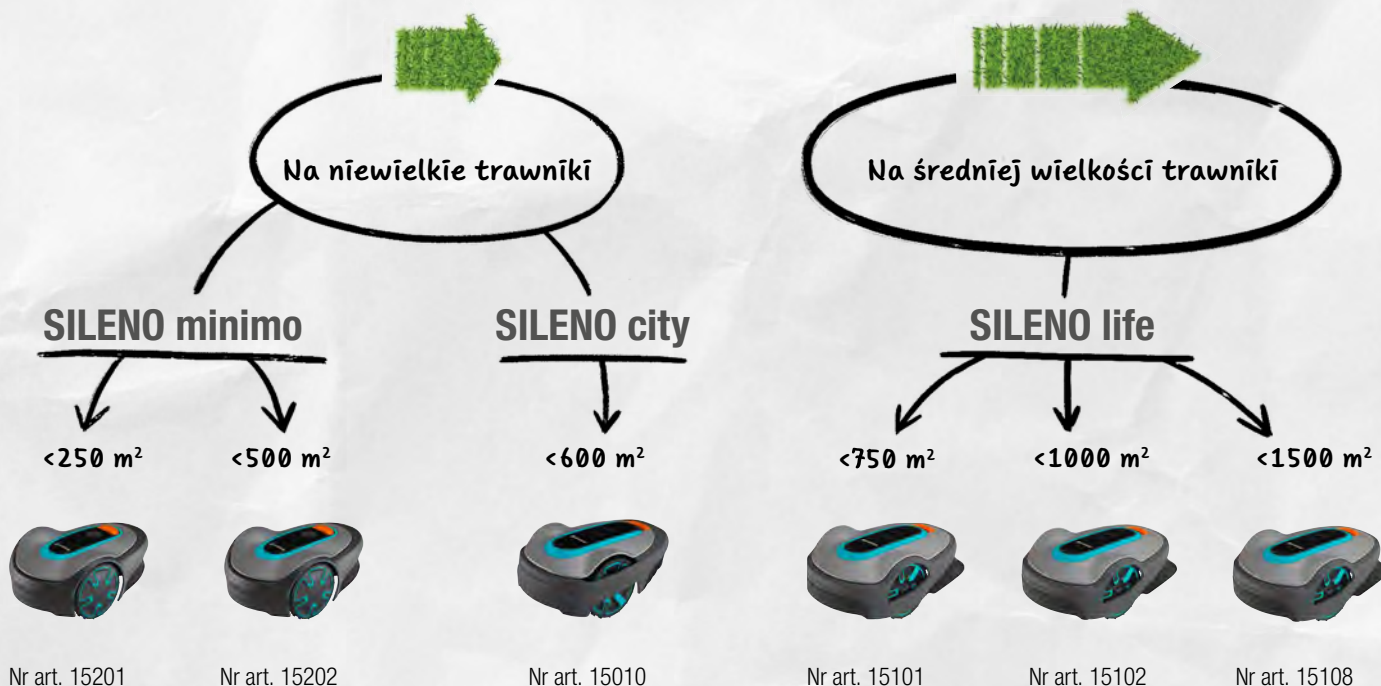 Na niewielkie trawniki
Na średniej wielkości trawniki
SILENO minimo
SILENO city
SILENO life
<250 m²
<500 m²
<600 m²
<750 m²
<1000 m²
<1500 m²
Nr art. 15201
Nr art. 15202
Nr art. 15010
Nr art. 15101
Nr art. 15102
Nr art. 15108